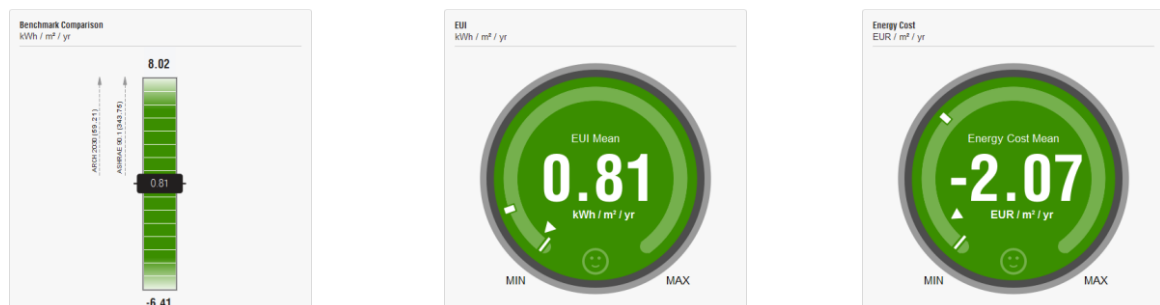 Benchmark Comparison
kWh / m² / yr
8.02
ARCH 2030 (59.21)
ASHRAE 90.1 (343.75)
0.81
-6.41
EUI
kWh / m² / yr
EUI Mean
0.81
kWh / m² / yr
MIN
MAX
Energy Cost
EUR / m² / yr
Energy Cost Mean
-2.07
EUR / m² / yr
MIN
MAX